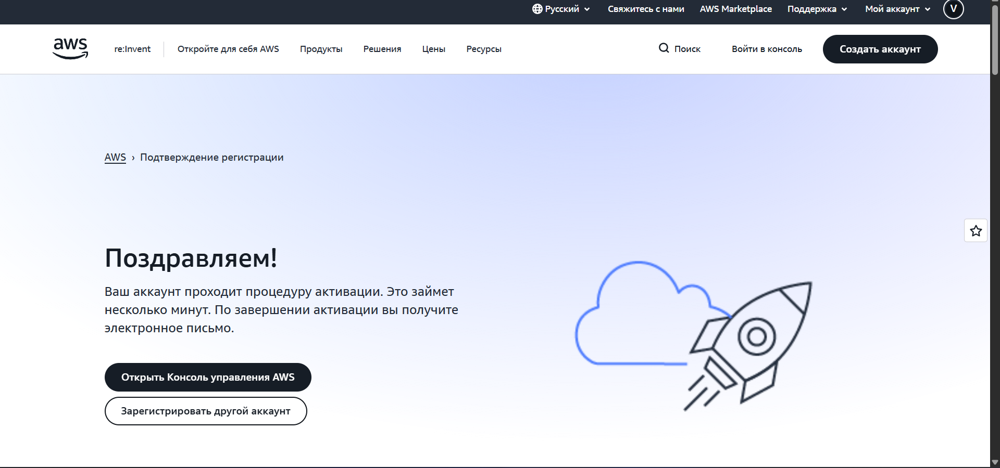 Русский Свяжитесь с нами AWS Marketplace Поддержка Мой аккаунт V
aws re:Invent Откройте для себя AWS Продукты Решения Цены Ресурсы Поиск Войти в консоль Создать аккаунт
AWS › Подтверждение регистрации
Поздравляем!
Ваш аккаунт проходит процедуру активации. Это займет
несколько минут. По завершении активации вы получите
электронное письмо.
Открыть Консоль управления AWS
Зарегистрировать другой аккаунт